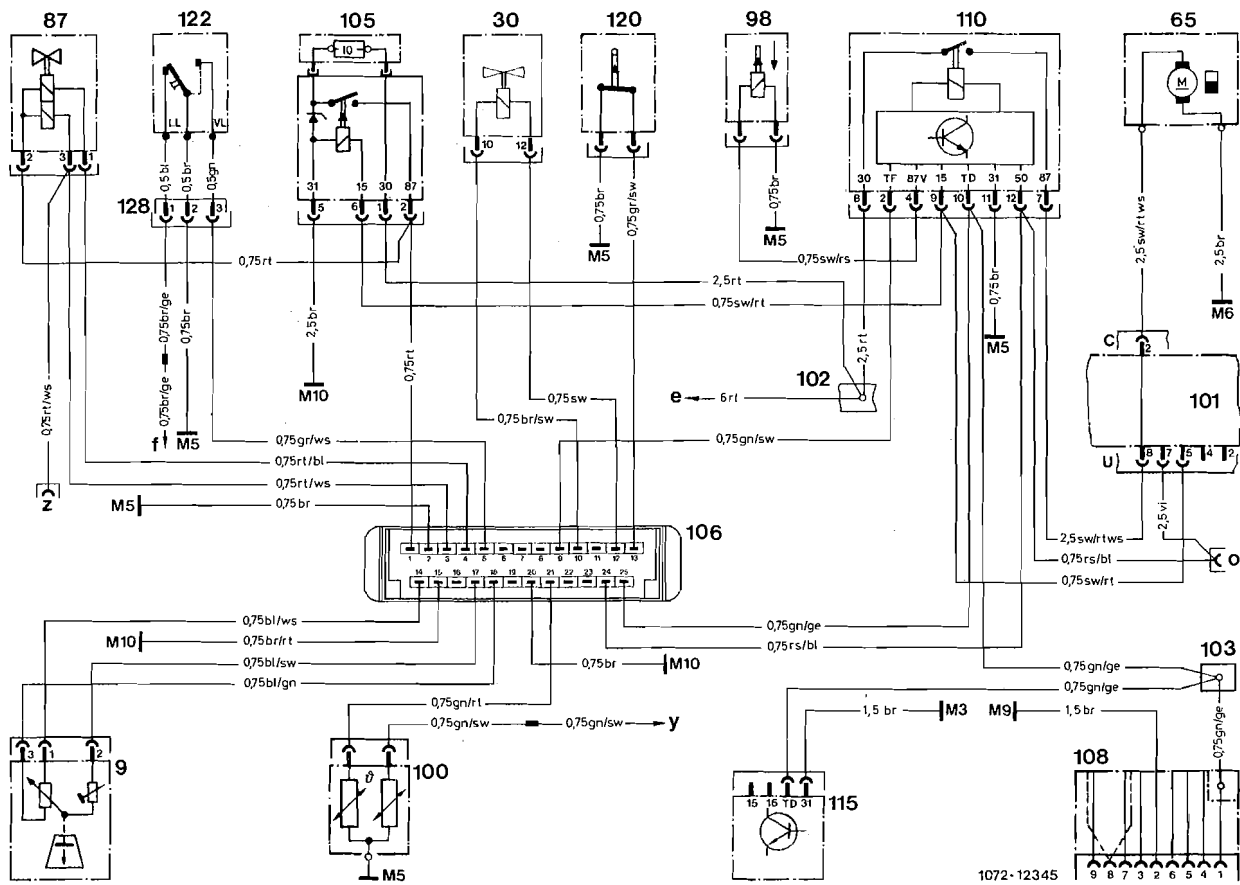 87 122 105 30 120 98 110 65
10
M
LL VL
2 3 1
31 15 30 87
10 12
30 TF 87V 15 TD 31 50 87
5 6 1 2
8 2 4 9 10 11 12 7
0,5bl 0,5br 0,5gn
128 1 2 3
0,75br 0,75gr/sw
0,75br
2,5 sw/rt ws
2,5br
M5 M5
0,75rt
0,75sw/rs
2,5rt
0,75sw/rt
0,75br
M6
0,75br/ge 0,75br
2,5br
0,75rt
2,5rt
M5
C 2
M10
102
101
0,75rt/ws
0,75br/ge
0,75sw
e 6rt
0,75br/sw
f M5
0,75gr/ws
0,75gn/sw
0,75rt/bl
U 8 7 5 4 2
0,75rt/ws
z
M5 0,75br
2,5vi
106
2,5sw/rtws
1 2 3 4 5 6 7 8 9 10 11 12 13
0,75rs/bl
o
14 15 16 17 18 19 20 21 22 23 24 25
0,75sw/rt
0,75bl/ws
0,75gn/ge
M10 0,75br/rt
0,75rs/bl
0,75bl/sw
0,75br M10
103
0,75gn/ge
0,75bl/gn
0,75gn/ge
0,75gn/rt
1,5 br M3 M9 1,5br
0,75gn/sw 0,75gn/sw y
0,75gn/ge
3 1 2
9
100
108
ϑ
15 16 TD 31
115
M5
1072-12345
9 8 7 3 2 6 5 4 1